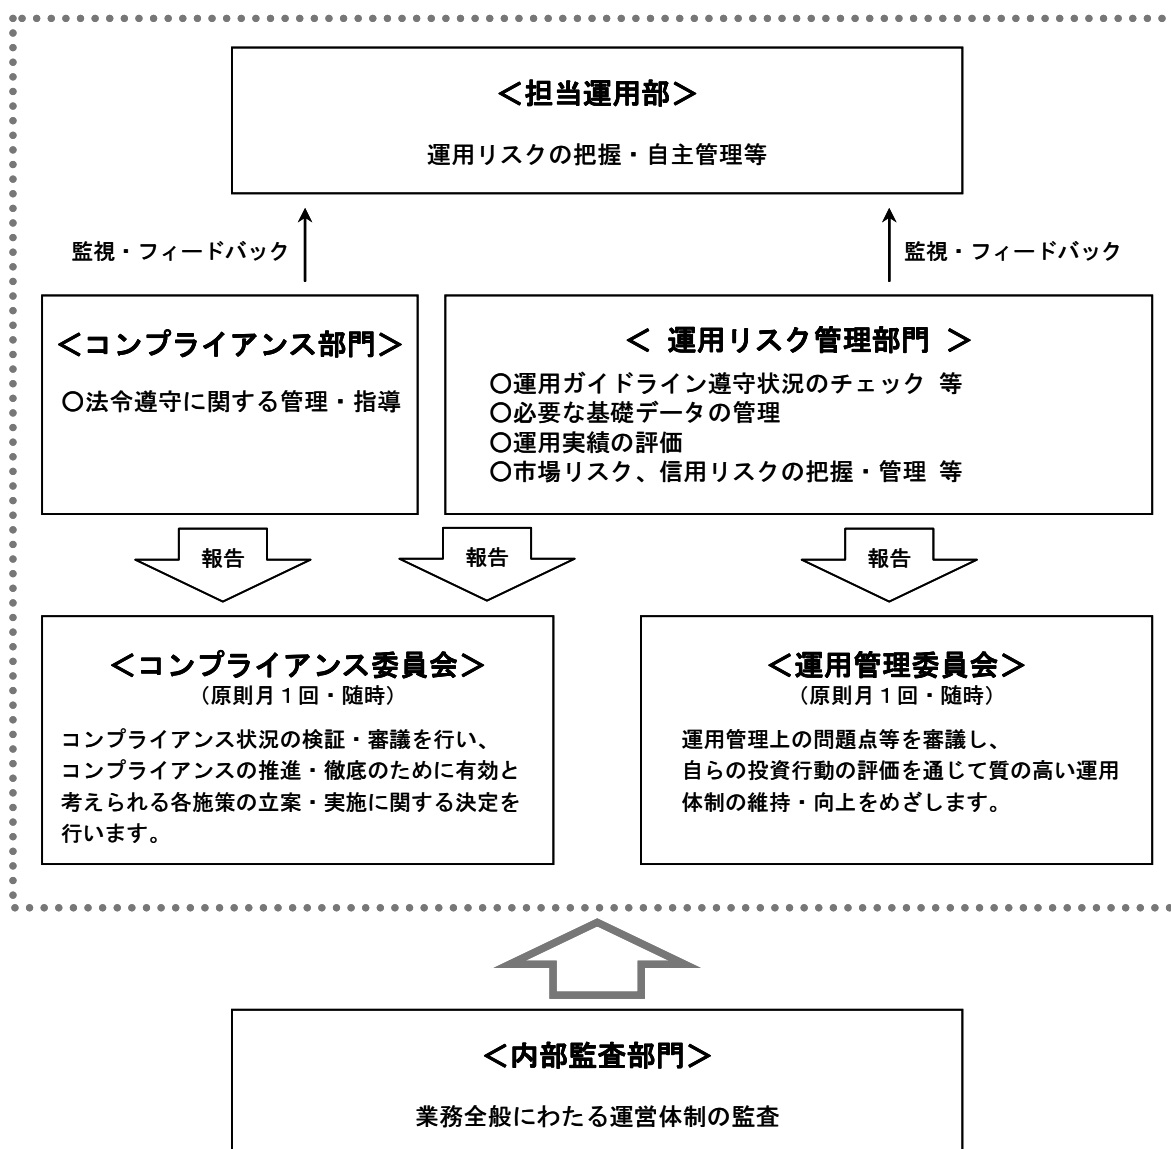 ＜担当運用部＞
運用リスクの把握・自主管理等
監視・フィードバック
監視・フィードバック
＜コンプライアンス部門＞
○法令遵守に関する管理・指導
＜ 運用リスク管理部門 ＞
○運用ガイドライン遵守状況のチェック 等
○必要な基礎データの管理
○運用実績の評価
○市場リスク、信用リスクの把握・管理 等
報告
報告
報告
＜コンプライアンス委員会＞
（原則月１回・随時）
コンプライアンス状況の検証・審議を行い、
コンプライアンスの推進・徹底のために有効と
考えられる各施策の立案・実施に関する決定を
行います。
＜運用管理委員会＞
（原則月１回・随時）
運用管理上の問題点等を審議し、
自らの投資行動の評価を通じて質の高い運用
体制の維持・向上をめざします。
＜内部監査部門＞
業務全般にわたる運営体制の監査